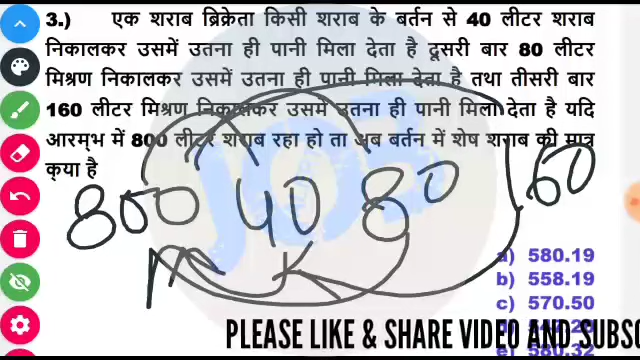 3.) एक शराब ब्रिक्रेता किसी शराब के बर्तन से 40 लीटर शराब
निकालकर उसमें उतना ही पानी मिला देता है दूसरी बार 80 लीटर
मिश्रण निकालकर उसमें उतना ही पानी मिला देता है तथा तीसरी बार
160 लीटर मिश्रण निकालकर उसमें उतना ही पानी मिला देता है यदि
आरम्भ में 800 लीटर शराब रहा हो ता अब बर्तन में शेष शराब की मात्र
क्या है
800 40 80 160
a) 580.19
b) 558.19
c) 570.50
e) 580.32
PLEASE LIKE & SHARE VIDEO AND SUBSC